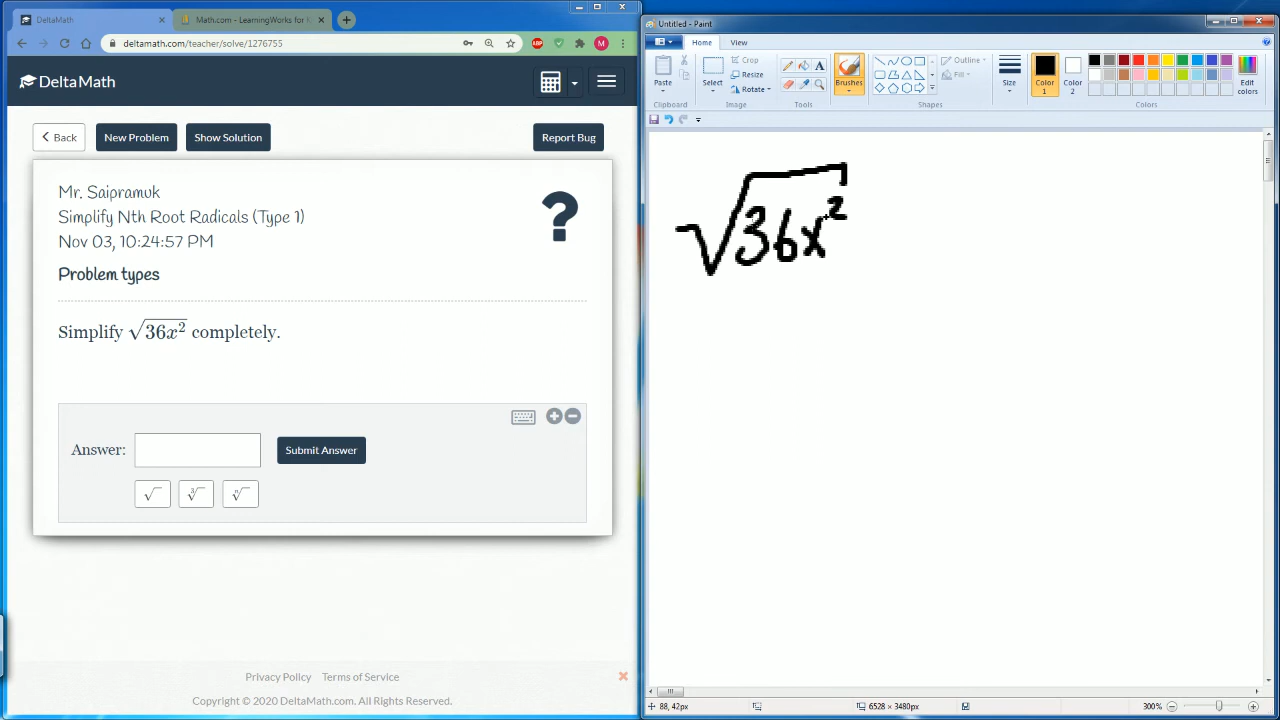 DeltaMath
Math.com - LearningWorks for K
deltamath.com/teacher/solve/1276755
ABP
M
DeltaMath
Back
New Problem
Show Solution
Report Bug
Mr. Saipramuk
Simplify Nth Root Radicals (Type 1)
Nov 03, 10:24:57 PM
?
Problem types
Simplify √36x² completely.
Answer:
Submit Answer
√
∛
ⁿ√
Privacy Policy
Terms of Service
Copyright © 2020 DeltaMath.com. All Rights Reserved.
Untitled - Paint
Home
View
Paste
Clipboard
Select
Crop
Resize
Rotate
Image
A
Tools
Brushes
Outline
Fill
Shapes
Size
Color 1
Color 2
Edit colors
Colors
√36x²
88, 42px
6528 × 3480px
300%